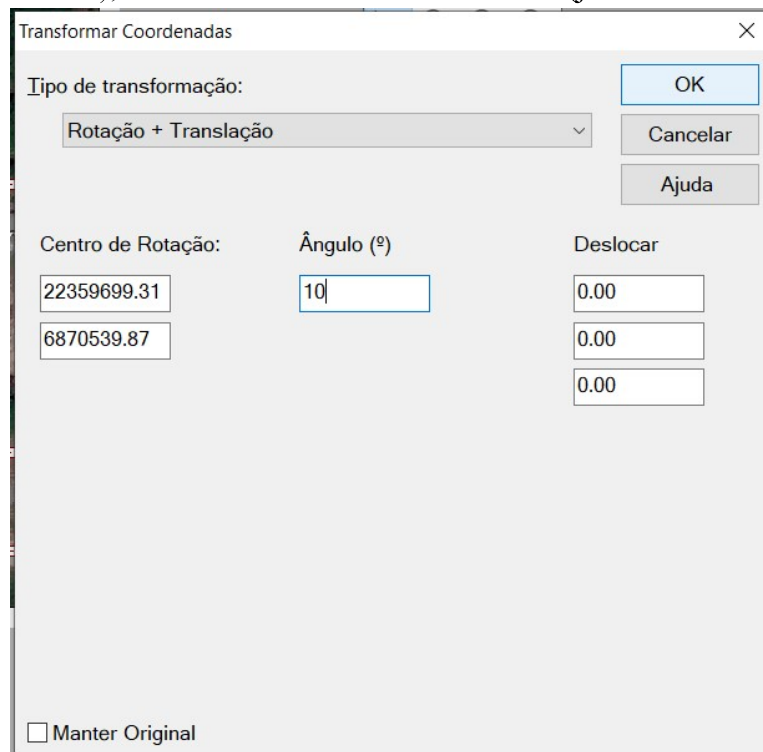 Transformar Coordenadas
Tipo de transformação:
OK
Rotação + Translação
Cancelar
Ajuda
Centro de Rotação: Ângulo (º) Deslocar
22359699.31 10 0.00
6870539.87 0.00
0.00
Manter Original